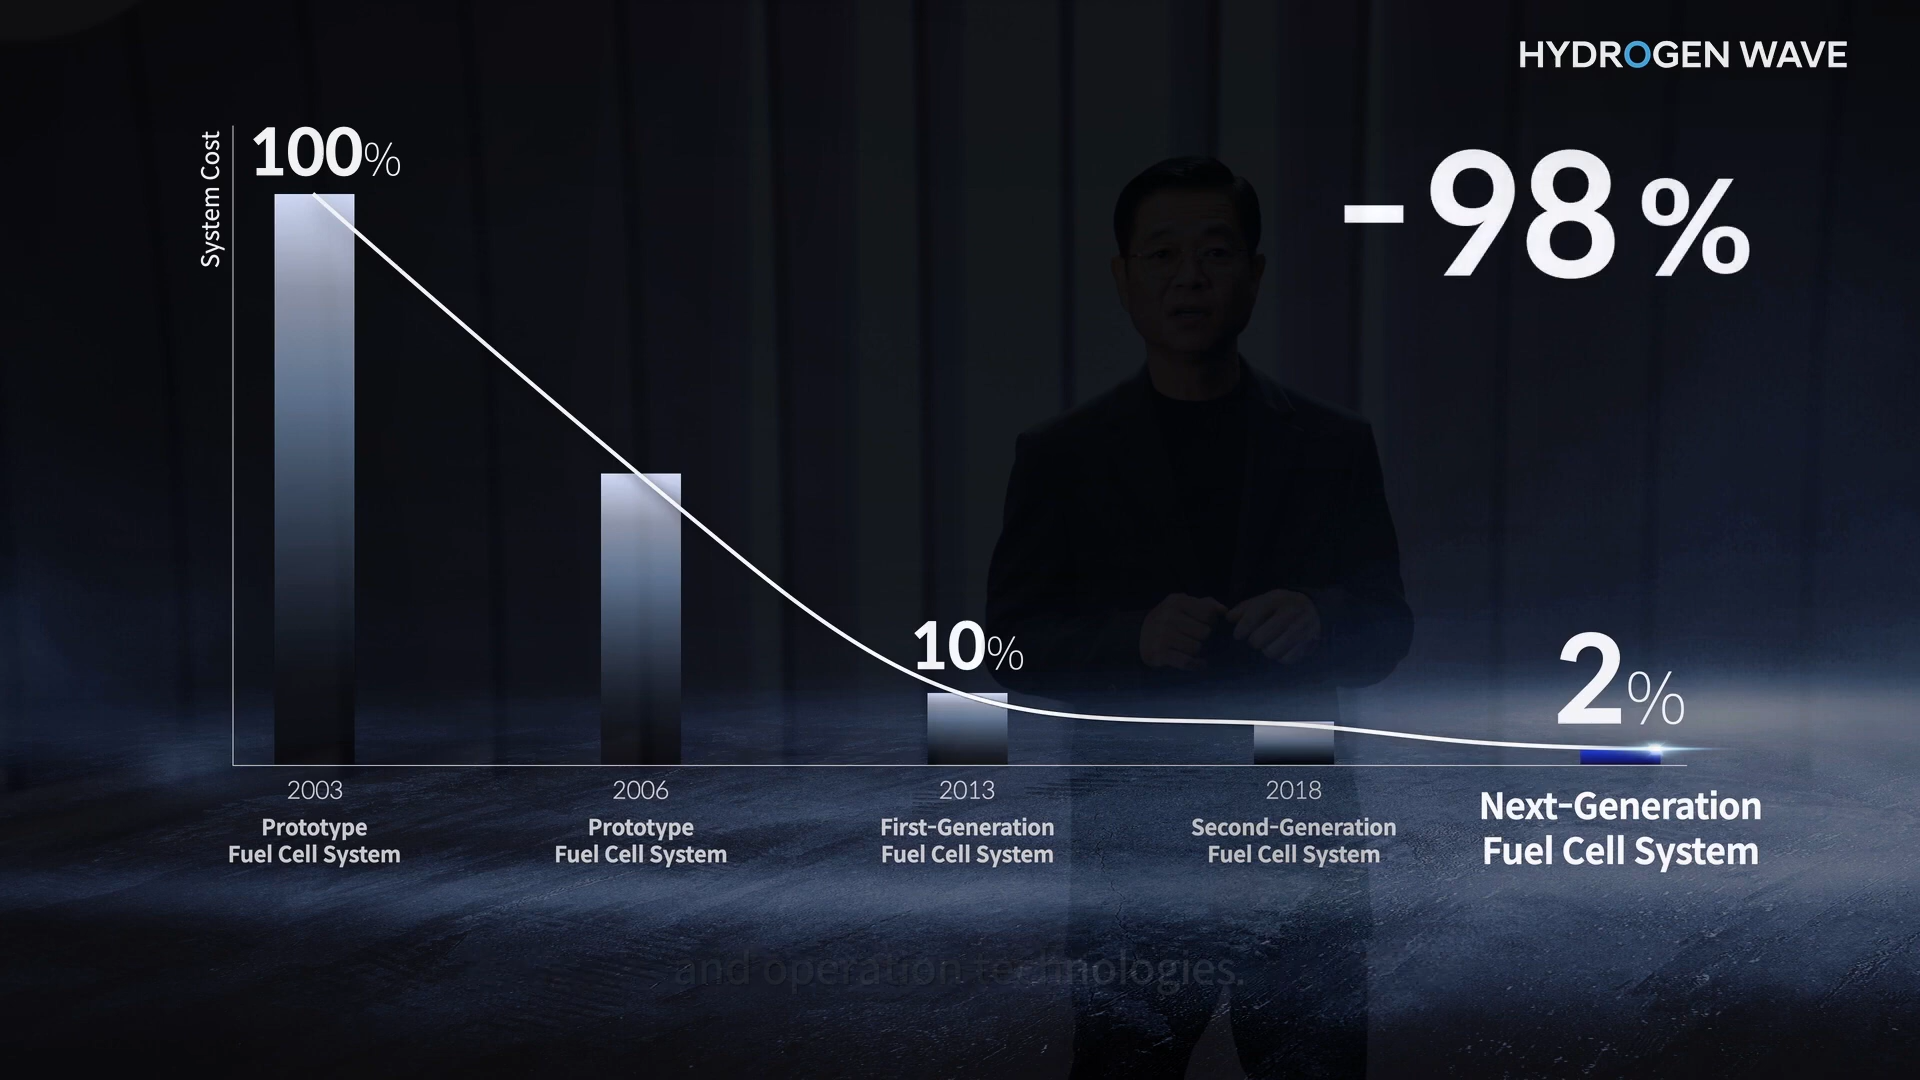 HYDROGEN WAVE
System Cost
100%
-98%
10%
2%
2003
Prototype
Fuel Cell System
2006
Prototype
Fuel Cell System
2013
First-Generation
Fuel Cell System
2018
Second-Generation
Fuel Cell System
Next-Generation
Fuel Cell System
and operation technologies.